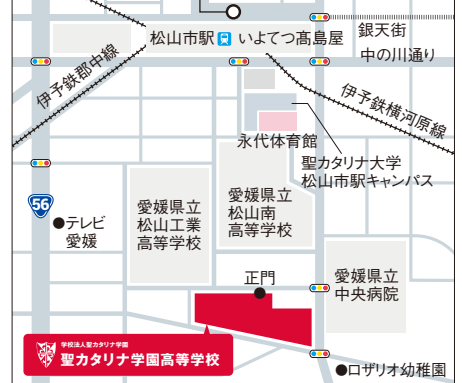 銀天街
松山市駅 いよてつ髙島屋
中の川通り
伊予鉄郡中線
伊予鉄横河原線
永代体育館
聖カタリナ大学
松山市駅キャンパス
56
テレビ
愛媛
愛媛県立
松山工業
高等学校
愛媛県立
松山南
高等学校
正門
愛媛県立
中央病院
学校法人聖カタリナ学園
聖カタリナ学園高等学校
ロザリオ幼稚園